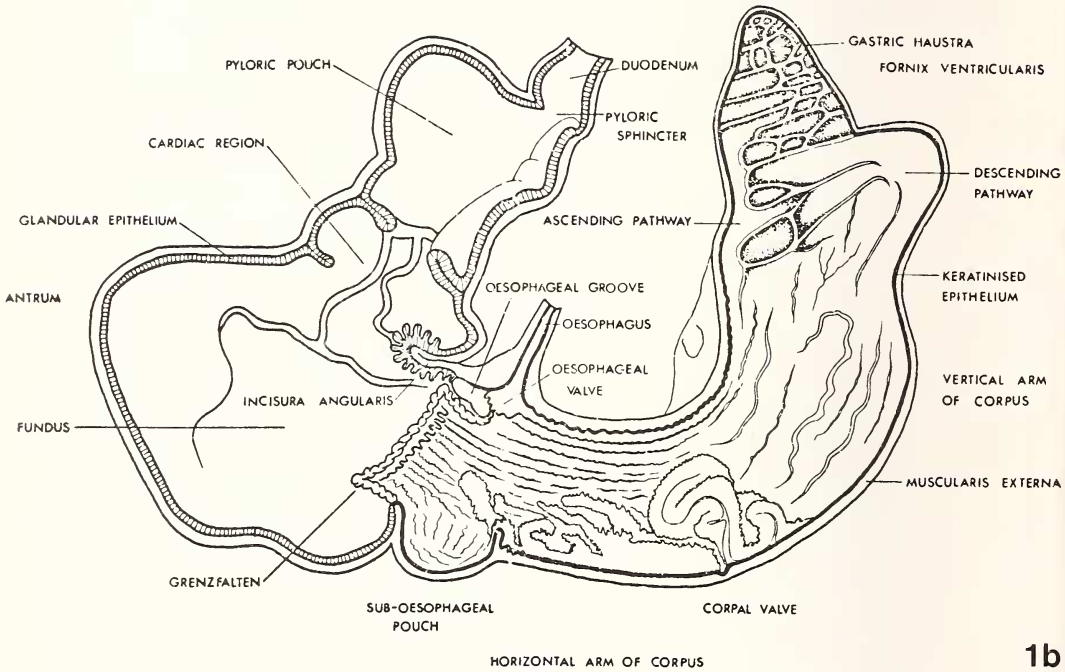 GASTRIC HAUSTRA
FORNIX VENTRICULARIS
PYLORIC POUCH
DUODENUM
PYLORIC
SPHINCTER
CARDIAC REGION
DESCENDING
PATHWAY
GLANDULAR EPITHELIUM
ASCENDING PATHWAY
KERATINISED
EPITHELIUM
ANTRUM
OESOPHAGEAL GROOVE
OESOPHAGUS
OESOPHAGEAL
VALVE
VERTICAL ARM
OF CORPUS
INCISURA ANGULARIS
FUNDUS
MUSCULARIS EXTERNA
GRENZFALTEN
SUB-OESOPHAGEAL
POUCH
CORPAL VALVE
HORIZONTAL ARM OF CORPUS
1b